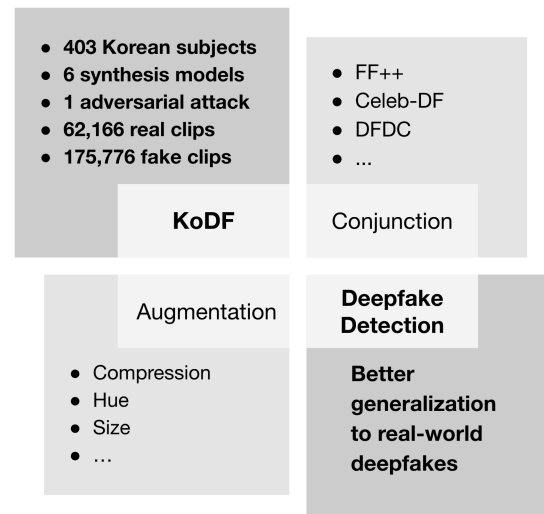 ● 403 Korean subjects
● 6 synthesis models
● 1 adversarial attack
● 62,166 real clips
● 175,776 fake clips
KoDF
● FF++
● Celeb-DF
● DFDC
● ...
Conjunction
Augmentation
● Compression
● Hue
● Size
● ...
Deepfake
Detection
Better
generalization
to real-world
deepfakes